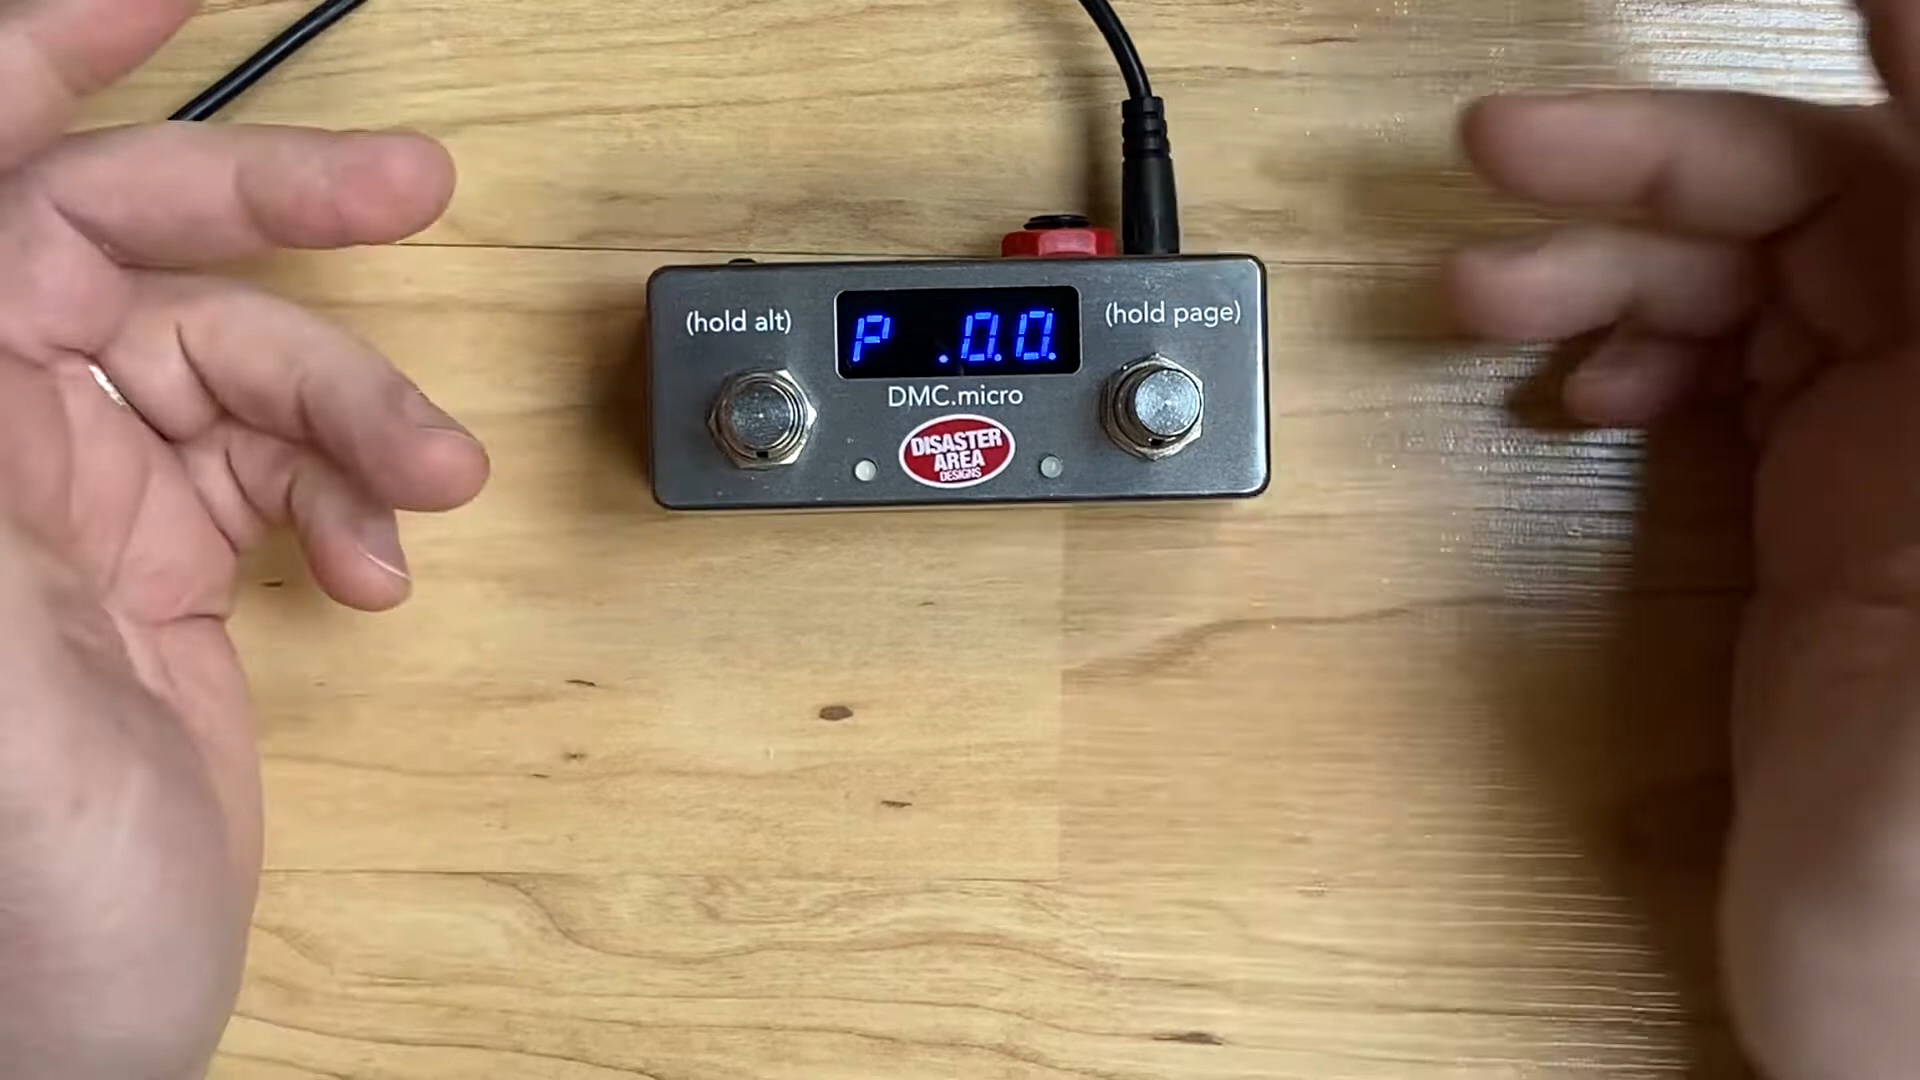 (hold alt)
P .0.0.
(hold page)
DMC.micro
DISASTER
AREA
DESIGNS